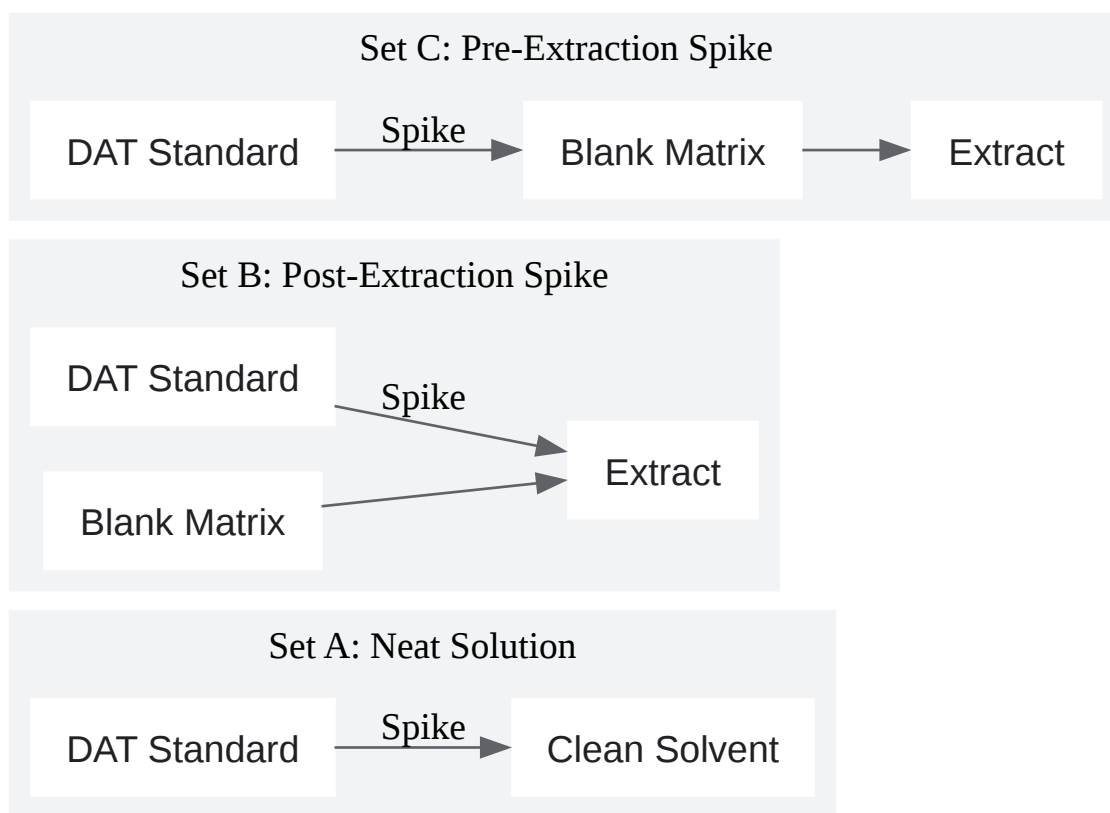 Set C: Pre-Extraction Spike
DAT Standard
Spike
Blank Matrix
Extract
Set B: Post-Extraction Spike
DAT Standard
Spike
Extract
Blank Matrix
Set A: Neat Solution
DAT Standard
Spike
Clean Solvent